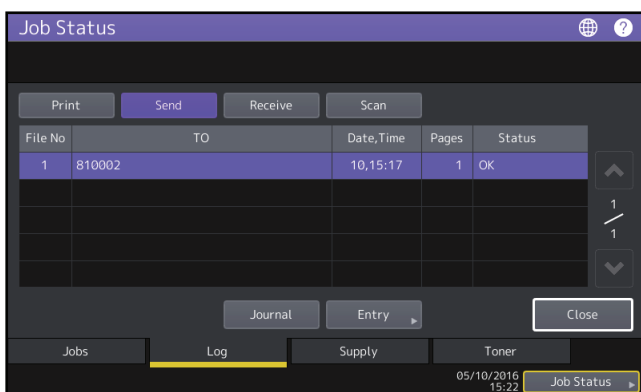 Job Status
?
Print Send Receive Scan
File No TO Date,Time Pages Status
1 810002 10,15:17 1 OK
1
1
Journal Entry Close
Jobs Log Supply Toner
05/10/2016
15:22 Job Status